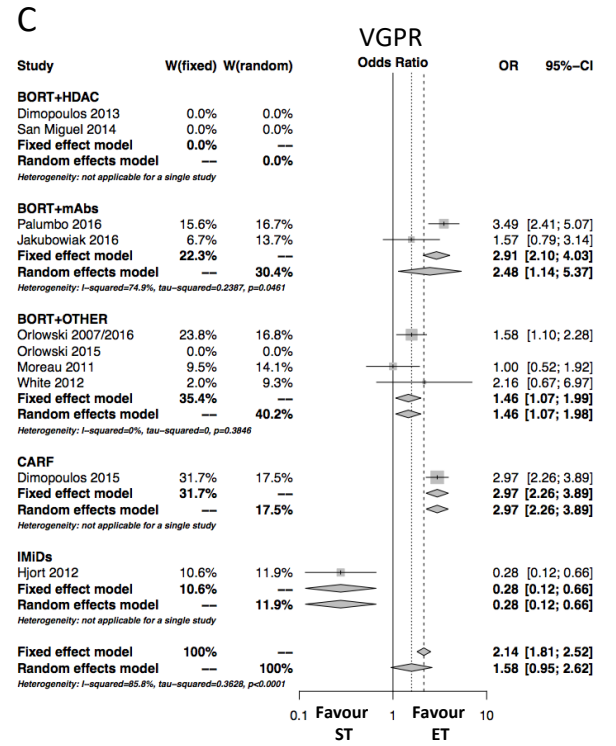 C
VGPR
Study W(fixed) W(random) Odds Ratio OR 95%−CI
BORT+HDAC
Dimopoulos 2013 0.0% 0.0%
San Miguel 2014 0.0% 0.0%
Fixed effect model 0.0% −−
Random effects model −− 0.0%
Heterogeneity: not applicable for a single study
BORT+mAbs
Palumbo 2016 15.6% 16.7% 3.49 [2.41; 5.07]
Jakubowiak 2016 6.7% 13.7% 1.57 [0.79; 3.14]
Fixed effect model 22.3% −− 2.91 [2.10; 4.03]
Random effects model −− 30.4% 2.48 [1.14; 5.37]
Heterogeneity: I−squared=74.9%, tau−squared=0.2387, p=0.0461
BORT+OTHER
Orlowski 2007/2016 23.8% 16.8% 1.58 [1.10; 2.28]
Orlowski 2015 0.0% 0.0%
Moreau 2011 9.5% 14.1% 1.00 [0.52; 1.92]
White 2012 2.0% 9.3% 2.16 [0.67; 6.97]
Fixed effect model 35.4% −− 1.46 [1.07; 1.99]
Random effects model −− 40.2% 1.46 [1.07; 1.98]
Heterogeneity: I−squared=0%, tau−squared=0, p=0.3846
CARF
Dimopoulos 2015 31.7% 17.5% 2.97 [2.26; 3.89]
Fixed effect model 31.7% −− 2.97 [2.26; 3.89]
Random effects model −− 17.5% 2.97 [2.26; 3.89]
Heterogeneity: not applicable for a single study
IMiDs
Hjort 2012 10.6% 11.9% 0.28 [0.12; 0.66]
Fixed effect model 10.6% −− 0.28 [0.12; 0.66]
Random effects model −− 11.9% 0.28 [0.12; 0.66]
Heterogeneity: not applicable for a single study
Fixed effect model 100% −− 2.14 [1.81; 2.52]
Random effects model −− 100% 1.58 [0.95; 2.62]
Heterogeneity: I−squared=85.8%, tau−squared=0.3628, p<0.0001
0.1 Favour 1 Favour 10
ST ET